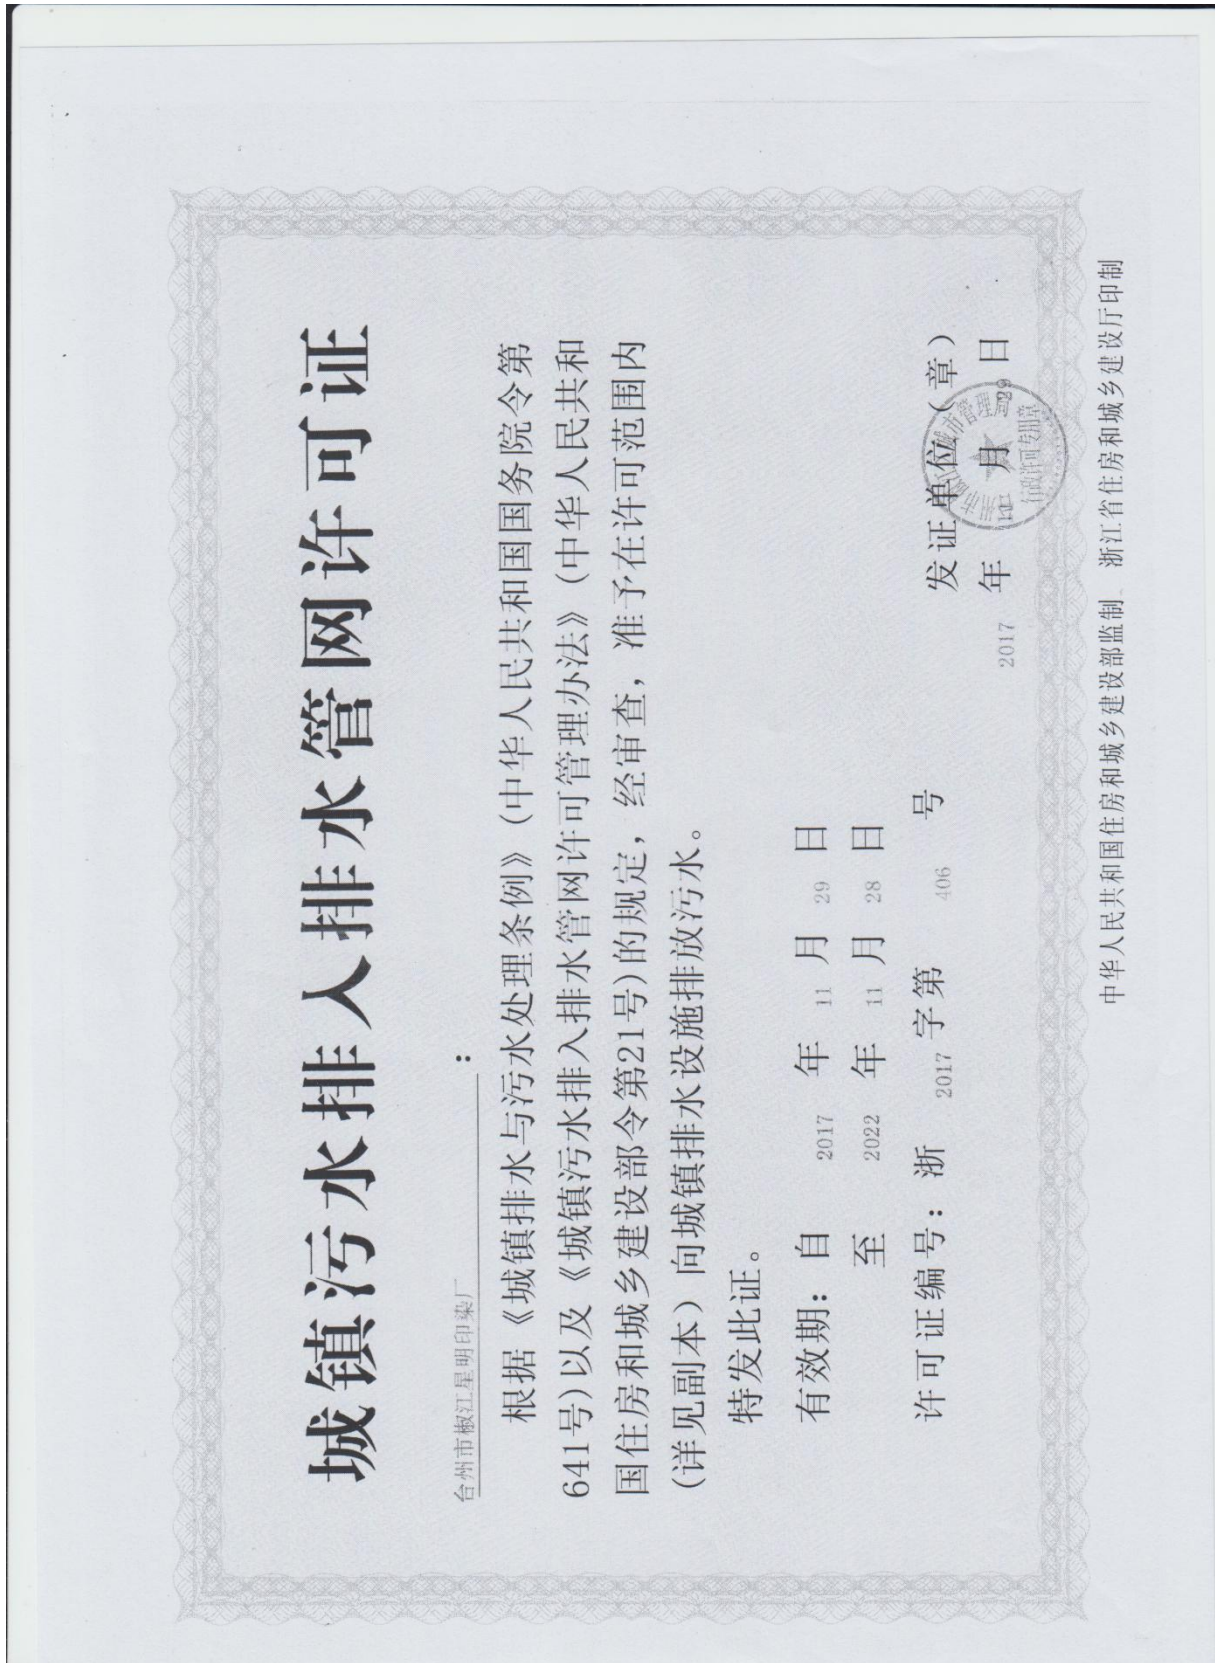 城镇污水排入排水管网许可证
台州市椒江星明印染厂：
根据《城镇排水与污水处理条例》（中华人民共和国国务院令第
641号）以及《城镇污水排入排水管网许可管理办法》（中华人民共和
国住房和城乡建设部令第21号）的规定，经审查，准予在许可范围内
（详见副本）向城镇排水设施排放污水。
特发此证。
有效期：自 2017 年 11 月 29 日
至 2022 年 11 月 28 日
许可证编号：浙 2017 字第 406 号
发证单位（章）
2017 年 11 月 29 日
行政许可专用章
中华人民共和国住房和城乡建设部监制 浙江省住房和城乡建设厅印制